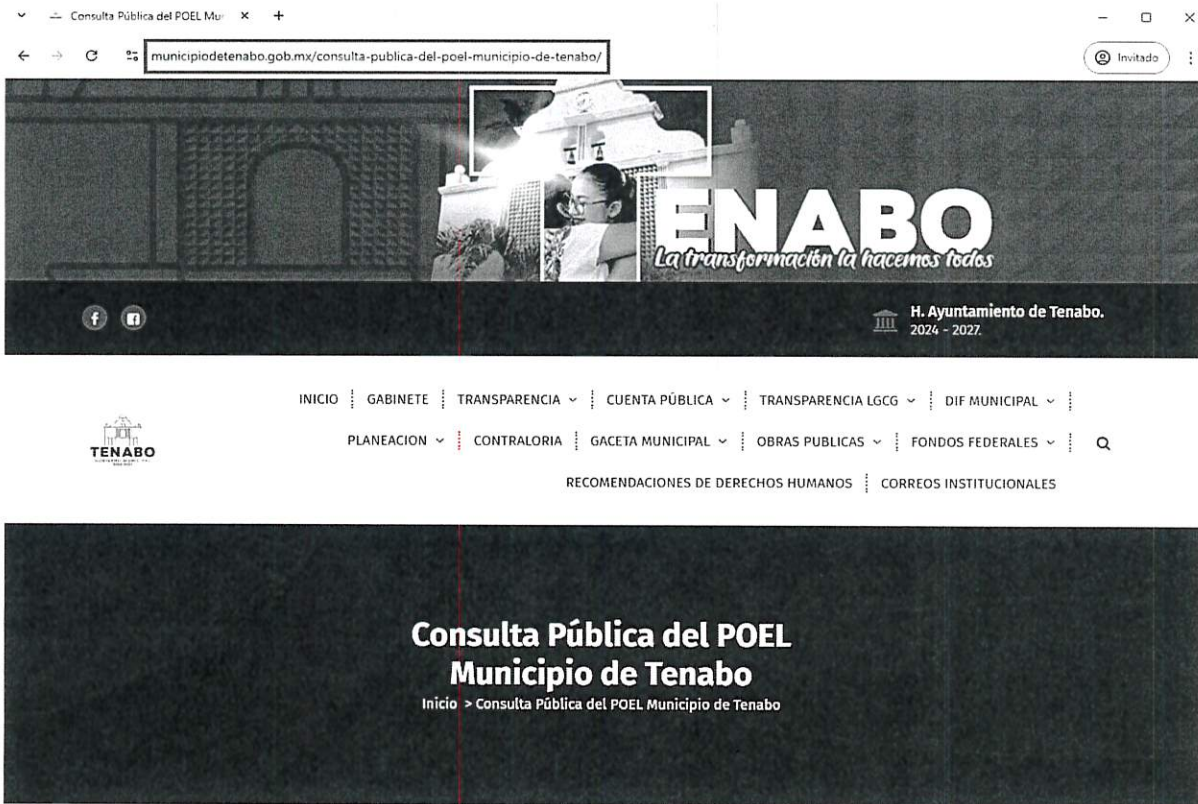 Consulta Pública del POEL Mu
municipiodetenabo.gob.mx/consulta-publica-del-poel-municipio-de-tenabo/
Invitado
ENABO
La transformación la hacemos todos
H. Ayuntamiento de Tenabo.
2024 - 2027.
INICIO
GABINETE
TRANSPARENCIA
CUENTA PÚBLICA
TRANSPARENCIA LGCG
DIF MUNICIPAL
TENABO
PLANEACION
CONTRALORIA
GACETA MUNICIPAL
OBRAS PUBLICAS
FONDOS FEDERALES
RECOMENDACIONES DE DERECHOS HUMANOS
CORREOS INSTITUCIONALES
Consulta Pública del POEL
Municipio de Tenabo
Inicio > Consulta Pública del POEL Municipio de Tenabo